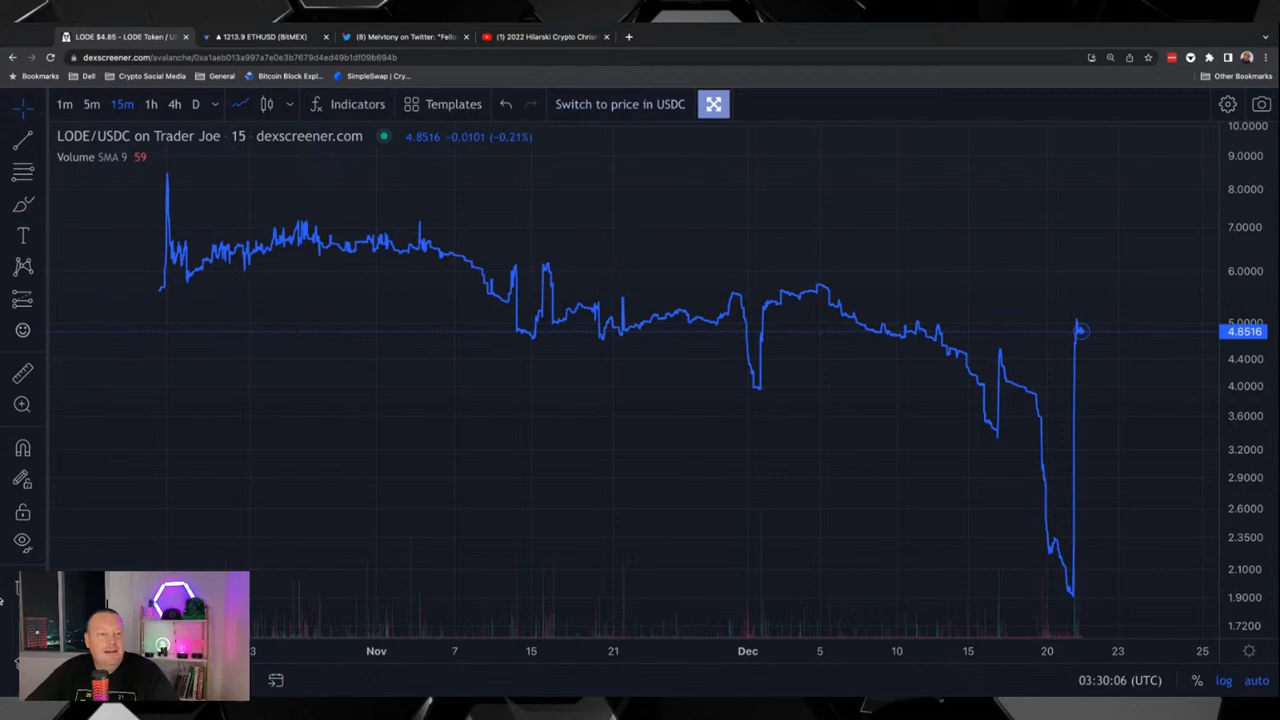 LODE $4.85 - LODE Token / U
▲ 1213.9 ETHUSD (BitMEX)
(8) Melvtony on Twitter: "Fello
(1) 2022 Hilarski Crypto Christ
dexscreener.com/avalanche/0xa1aeb013a997a7e0e3b7679d4ed49b1df09b694b
Bookmarks
Dell
Crypto Social Media
General
Bitcoin Block Expl...
SimpleSwap | Cry...
Other Bookmarks
1m 5m 15m 1h 4h D
Indicators
Templates
Switch to price in USDC
LODE/USDC on Trader Joe · 15 · dexscreener.com
4.8516 −0.0101 (−0.21%)
Volume SMA 9 59
10.0000
9.0000
8.0000
7.0000
6.0000
5.0000
4.8516
4.4000
4.0000
3.6000
3.2000
2.9000
2.6000
2.3500
2.1000
1.9000
1.7200
3 Nov 7 15 21 Dec 5 10 15 20 23 25
03:30:06 (UTC)
% log auto